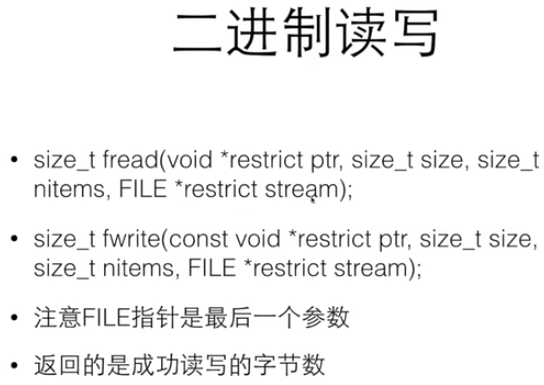 二进制读写
• size_t fread(void *restrict ptr, size_t size, size_t
nitems, FILE *restrict stream);
• size_t fwrite(const void *restrict ptr, size_t size,
size_t nitems, FILE *restrict stream);
• 注意FILE指针是最后一个参数
• 返回的是成功读写的字节数